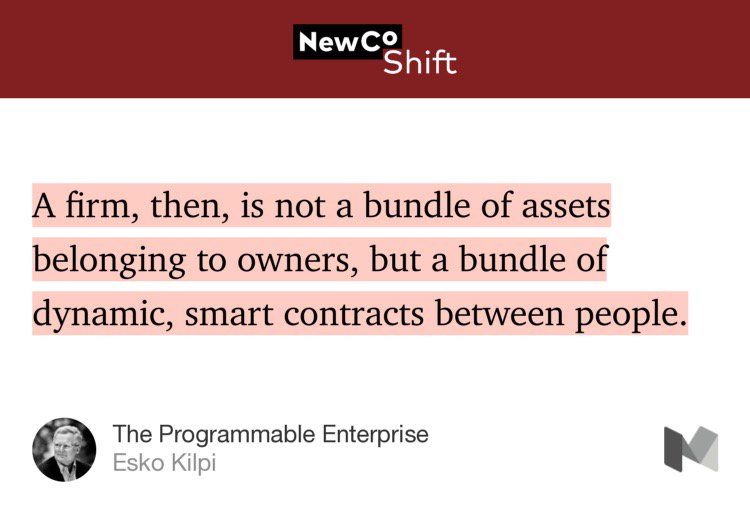 NewCo
Shift
A firm, then, is not a bundle of assets
belonging to owners, but a bundle of
dynamic, smart contracts between people.
The Programmable Enterprise
Esko Kilpi